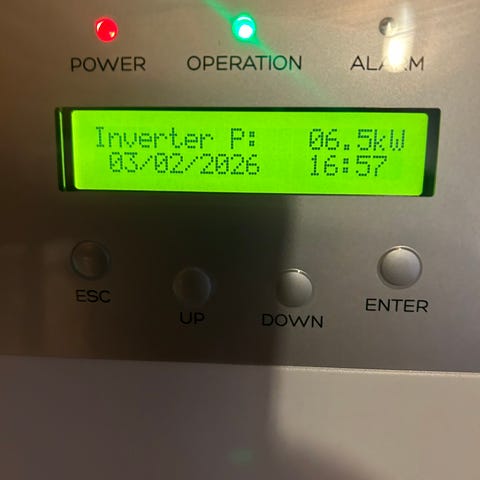 POWER OPERATION ALARM
Inverter P: 06.5kW
03/02/2026 16:57
ESC UP DOWN ENTER